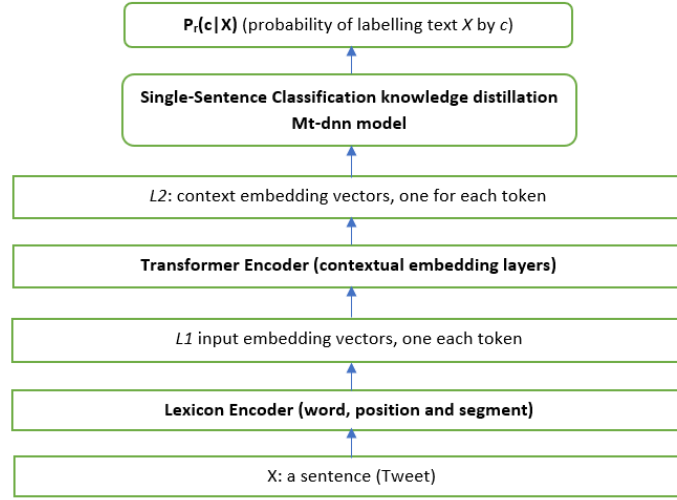 Pr(c|X) (probability of labelling text X by c)
Single-Sentence Classification knowledge distillation
Mt-dnn model
L2: context embedding vectors, one for each token
Transformer Encoder (contextual embedding layers)
L1 input embedding vectors, one each token
Lexicon Encoder (word, position and segment)
X: a sentence (Tweet)